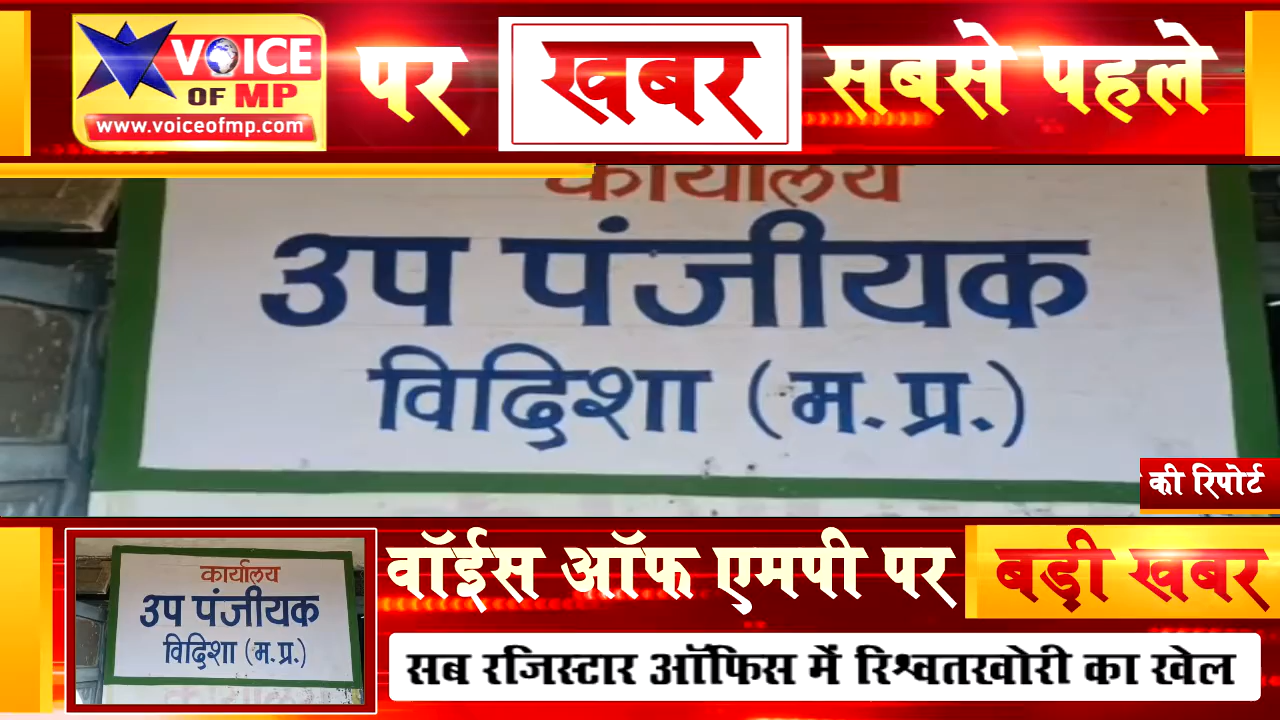 VOICE
OF MP
www.voiceofmp.com
पर खबर सबसे पहले
कार्यालय
उप पंजीयक
विदिशा (म.प्र.)
की रिपोर्ट
कार्यालय
उप पंजीयक
विदिशा (म.प्र.)
वॉईस ऑफ एमपी पर बड़ी खबर
सब रजिस्टार ऑफिस में रिश्वतखोरी का खेल